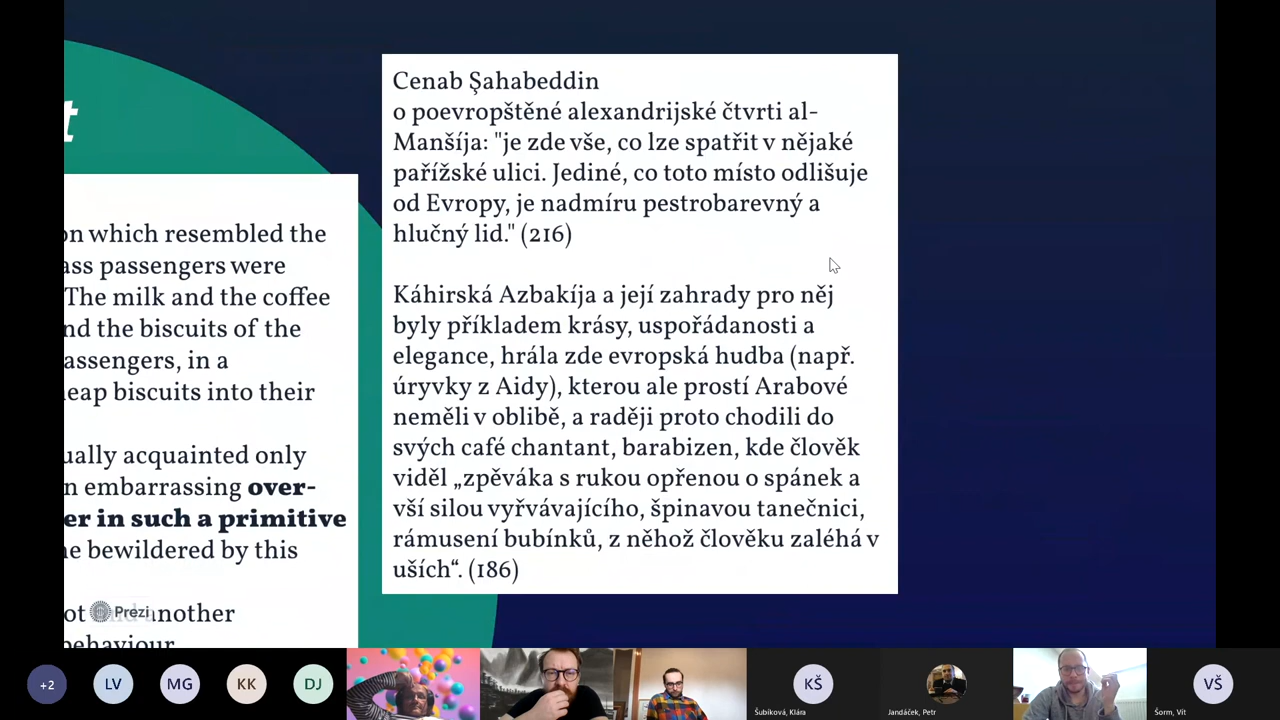 t
on which resembled the
ass passengers were
The milk and the coffee
nd the biscuits of the
assengers, in a
eap biscuits into their
ually acquainted only
n embarrassing over-
er in such a primitive
ne bewildered by this
ot another
behaviour
Prezi
Cenab Şahabeddin
o poevropštěné alexandrijské čtvrti al-
Manšíja: "je zde vše, co lze spatřit v nějaké
pařížské ulici. Jediné, co toto místo odlišuje
od Evropy, je nadmíru pestrobarevný a
hlučný lid." (216)
Káhirská Azbakíja a její zahrady pro něj
byly příkladem krásy, uspořádanosti a
elegance, hrála zde evropská hudba (např.
úryvky z Aidy), kterou ale prostí Arabové
neměli v oblibě, a raději proto chodili do
svých café chantant, barabizen, kde člověk
viděl „zpěváka s rukou opřenou o spánek a
vší silou vyřvávajícího, špinavou tanečnici,
rámusení bubínků, z něhož člověku zaléhá v
uších“. (186)
+2
LV
MG
KK
DJ
KŠ
Šubíková, Klára
Jandáček, Petr
VŠ
Šorm, Vít